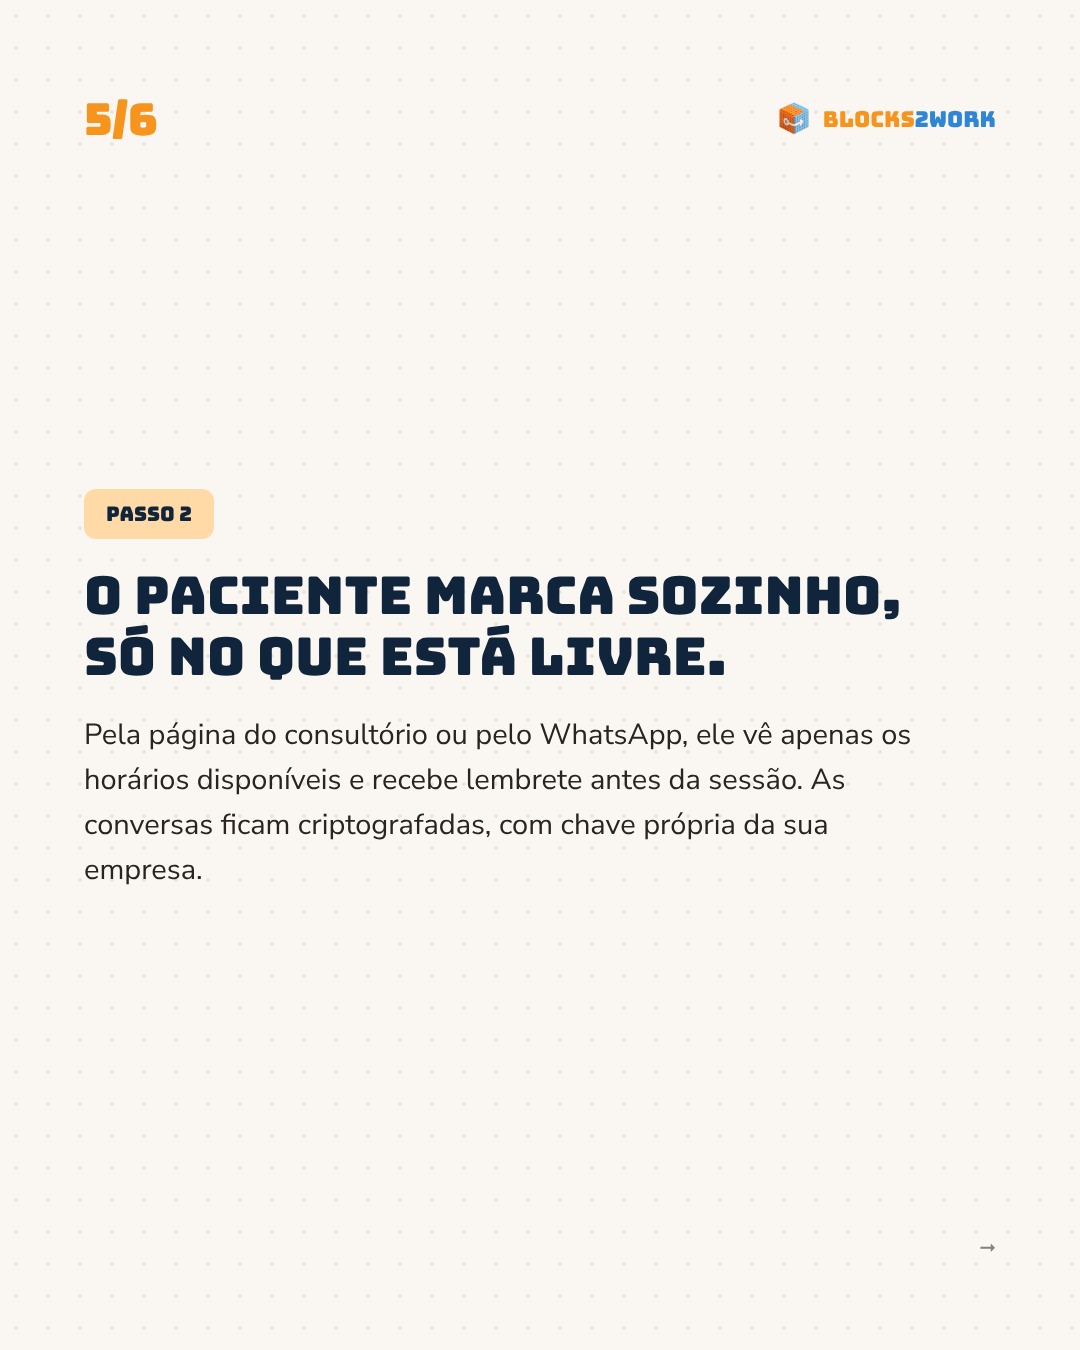 5/6
BLOCKS2WORK
PASSO 2
O PACIENTE MARCA SOZINHO,
SÓ NO QUE ESTÁ LIVRE.
Pela página do consultório ou pelo WhatsApp, ele vê apenas os
horários disponíveis e recebe lembrete antes da sessão. As
conversas ficam criptografadas, com chave própria da sua
empresa.
→